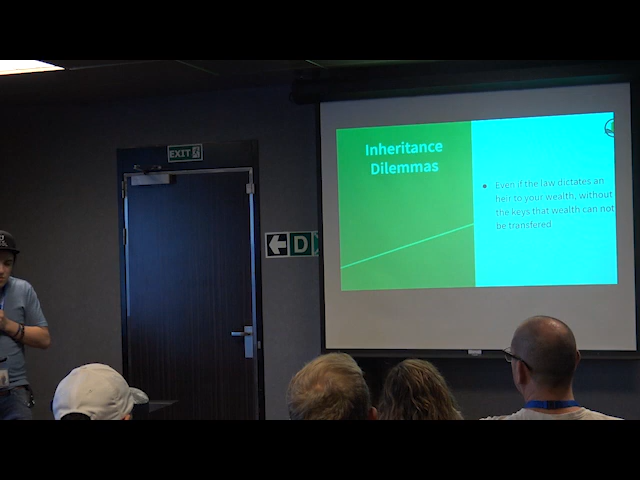 EXIT
D
Inheritance
Dilemmas
Even if the law dictates an
heir to your wealth, without
the keys that wealth can not
be transfered